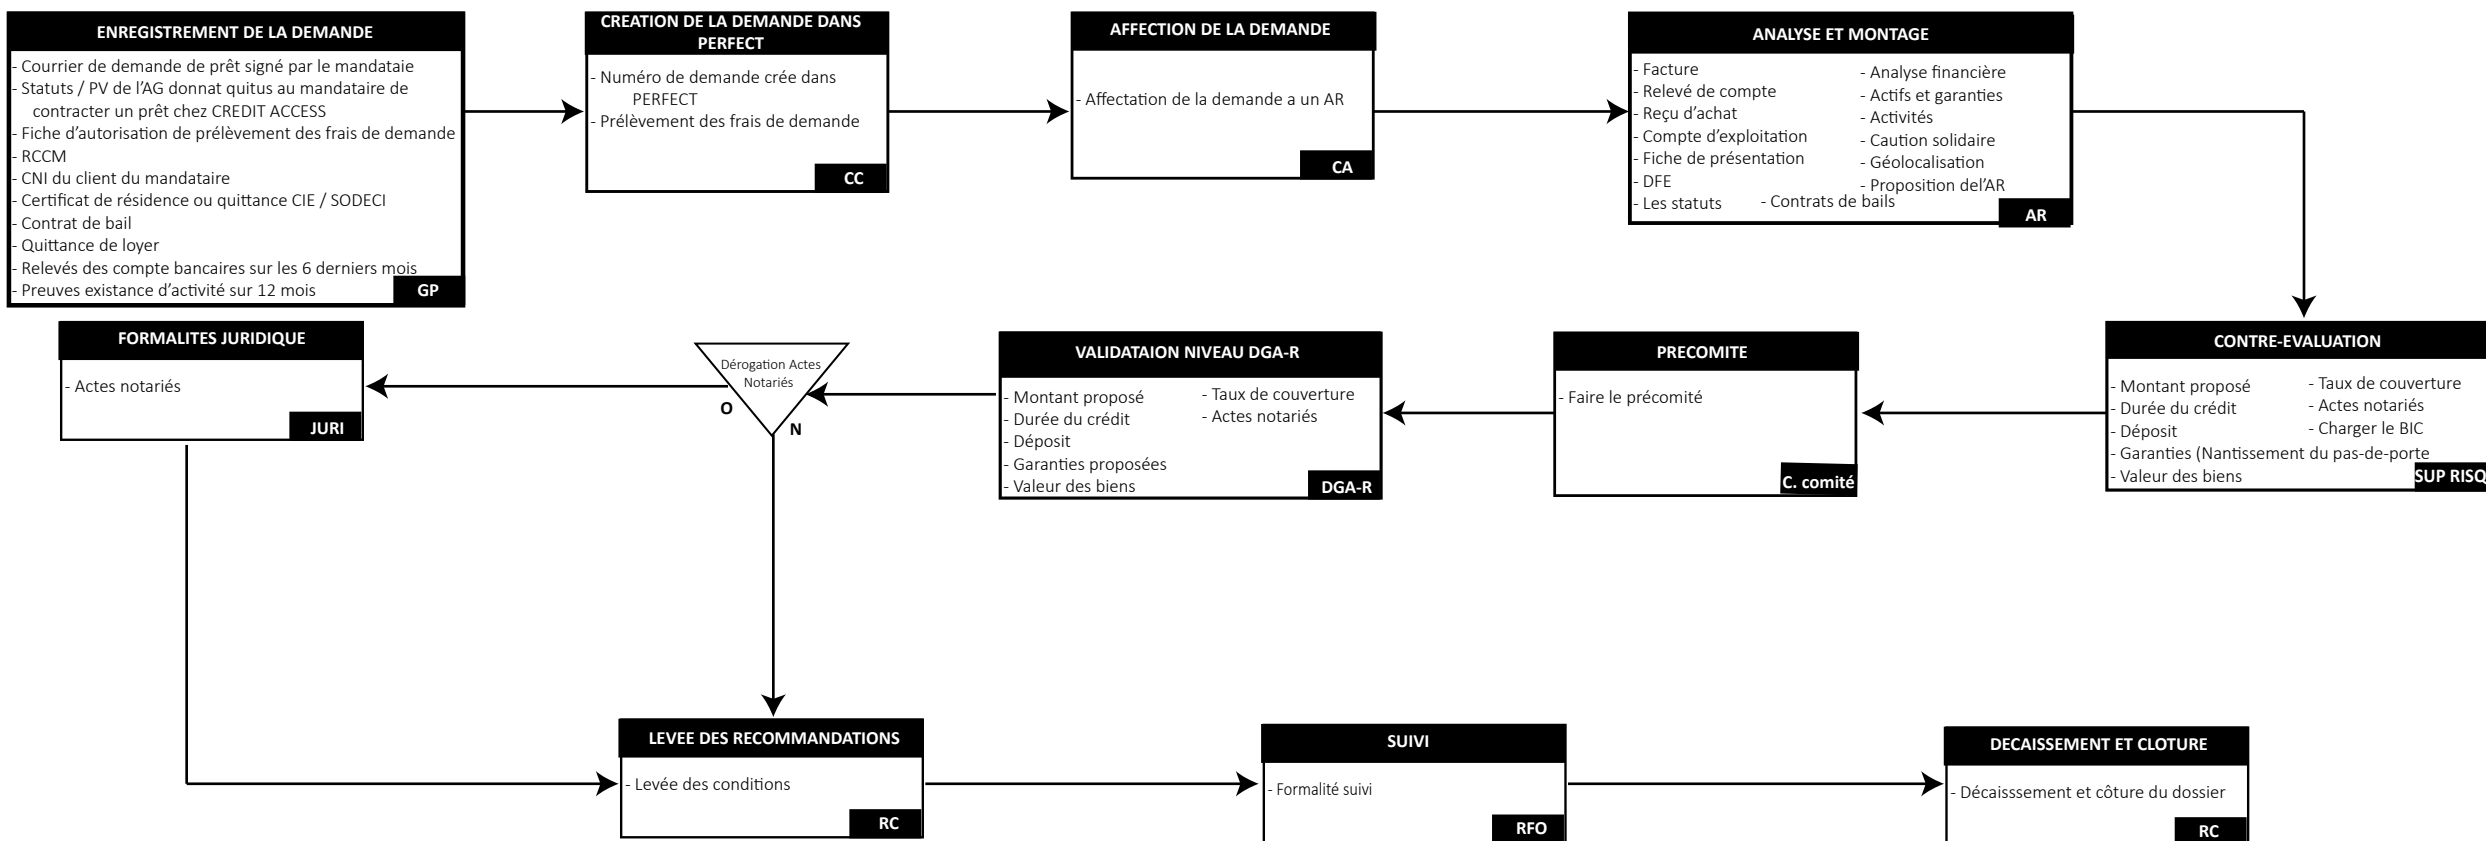 ENREGISTREMENT DE LA DEMANDE
- Courrier de demande de prêt signé par le mandataie
- Statuts / PV de l'AG donnat quitus au mandataire de
contracter un prêt chez CREDIT ACCESS
- Fiche d'autorisation de prélèvement des frais de demande
- RCCM
- CNI du client du mandataire
- Certificat de résidence ou quittance CIE / SODECI
- Contrat de bail
- Quittance de loyer
- Relevés des compte bancaires sur les 6 derniers mois
- Preuves existance d'activité sur 12 mois
GP
CREATION DE LA DEMANDE DANS
PERFECT
- Numéro de demande crée dans
PERFECT
- Prélèvement des frais de demande
CC
AFFECTION DE LA DEMANDE
- Affectation de la demande a un AR
CA
ANALYSE ET MONTAGE
- Facture
- Relevé de compte
- Reçu d'achat
- Compte d'exploitation
- Fiche de présentation
- DFE
- Les statuts
- Contrats de bails
- Analyse financière
- Actifs et garanties
- Activités
- Caution solidaire
- Géolocalisation
- Proposition del'AR
AR
CONTRE-EVALUATION
- Montant proposé
- Durée du crédit
- Déposit
- Garanties (Nantissement du pas-de-porte
- Valeur des biens
- Taux de couverture
- Actes notariés
- Charger le BIC
SUP RISQ
PRECOMITE
- Faire le précomité
C. comité
VALIDATAION NIVEAU DGA-R
- Montant proposé
- Durée du crédit
- Déposit
- Garanties proposées
- Valeur des biens
- Taux de couverture
- Actes notariés
DGA-R
Dérogation Actes
Notariés
O
N
FORMALITES JURIDIQUE
- Actes notariés
JURI
LEVEE DES RECOMMANDATIONS
- Levée des conditions
RC
SUIVI
- Formalité suivi
RFO
DECAISSEMENT ET CLOTURE
- Décaisssement et côture du dossier
RC